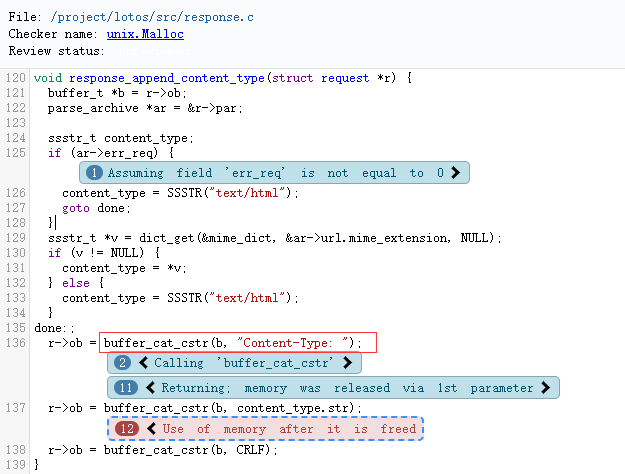 File: /project/lotos/src/response.c
Checker name: unix.Malloc
Review status:
120 void response_append_content_type(struct request *r) {
121   buffer_t *b = r->ob;
122   parse_archive *ar = &r->par;
123
124   ssstr_t content_type;
125   if (ar->err_req) {
1 Assuming field 'err_req' is not equal to 0 >
126     content_type = SSSTR("text/html");
127     goto done;
128   }
129   ssstr_t *v = dict_get(&mime_dict, &ar->url.mime_extension, NULL);
130   if (v != NULL) {
131     content_type = *v;
132   } else {
133     content_type = SSSTR("text/html");
134   }
135 done:;
136   r->ob = buffer_cat_cstr(b, "Content-Type: ");
2 < Calling 'buffer_cat_cstr' >
11 < Returning; memory was released via 1st parameter >
137   r->ob = buffer_cat_cstr(b, content_type.str);
12 < Use of memory after it is freed
138   r->ob = buffer_cat_cstr(b, CRLF);
139 }